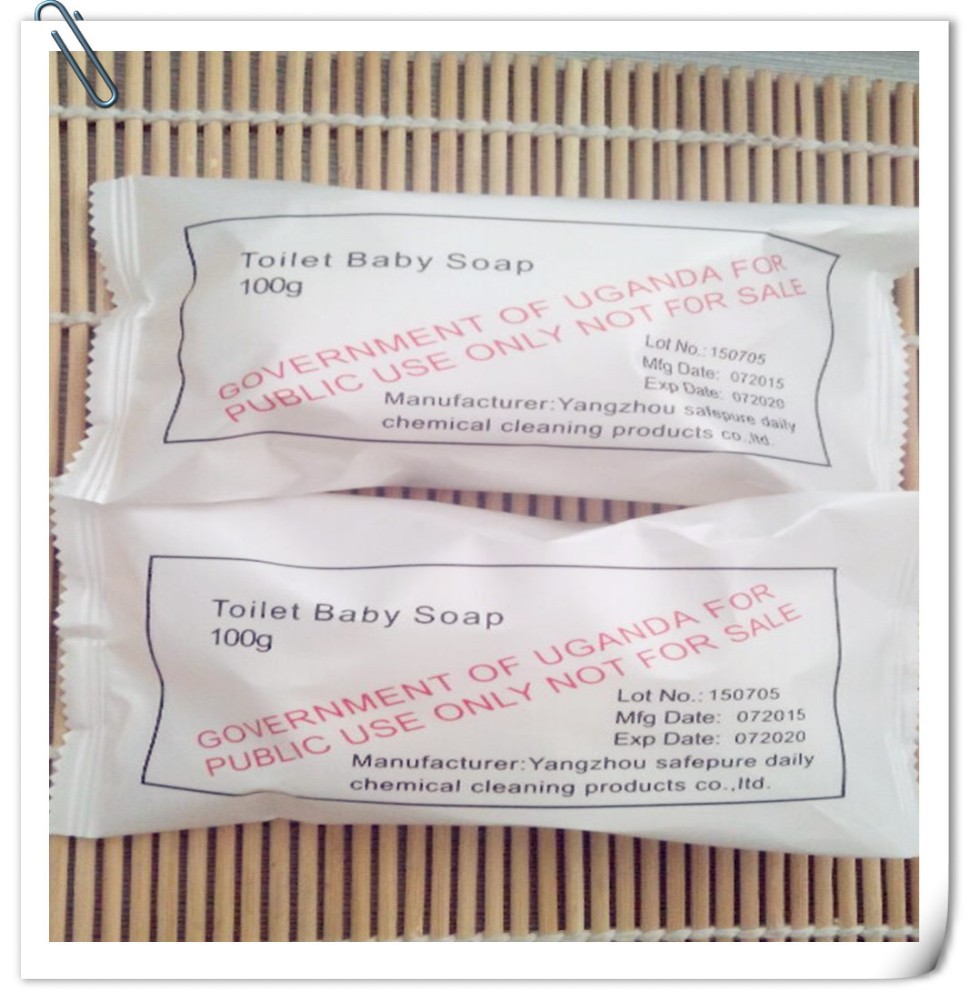 Toilet Baby Soap
100g
GOVERNMENT OF UGANDA FOR
PUBLIC USE ONLY NOT FOR SALE
Lot No.: 150705
Mfg Date: 072015
Exp Date: 072020
Manufacturer:Yangzhou safepure daily
chemical cleaning products co.,ltd.
Toilet Baby Soap
100g
GOVERNMENT OF UGANDA FOR
PUBLIC USE ONLY NOT FOR SALE
Lot No.: 150705
Mfg Date: 072015
Exp Date: 072020
Manufacturer:Yangzhou safepure daily
chemical cleaning products co.,ltd.